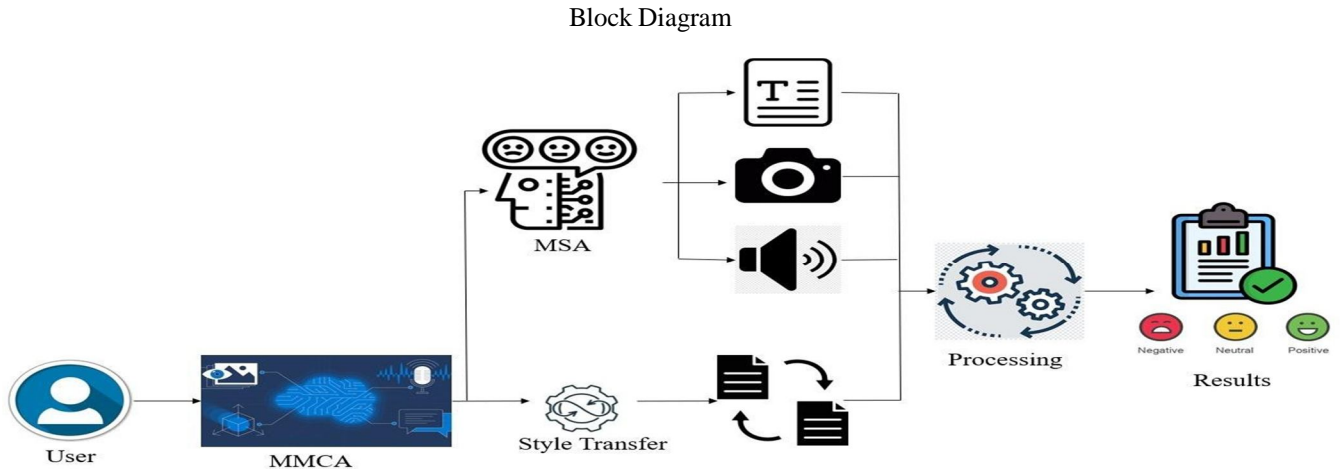 Block Diagram
T
MSA
Processing
Negative
Neutral
Positive
Results
Style Transfer
User
MMCA